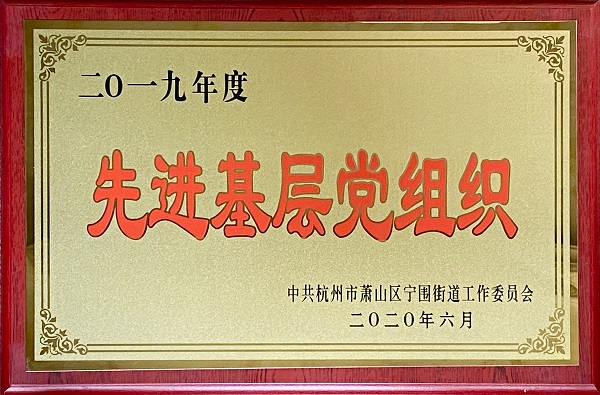 二〇一九年度
先进基层党组织
中共杭州市萧山区宁围街道工作委员会
二〇二〇年六月